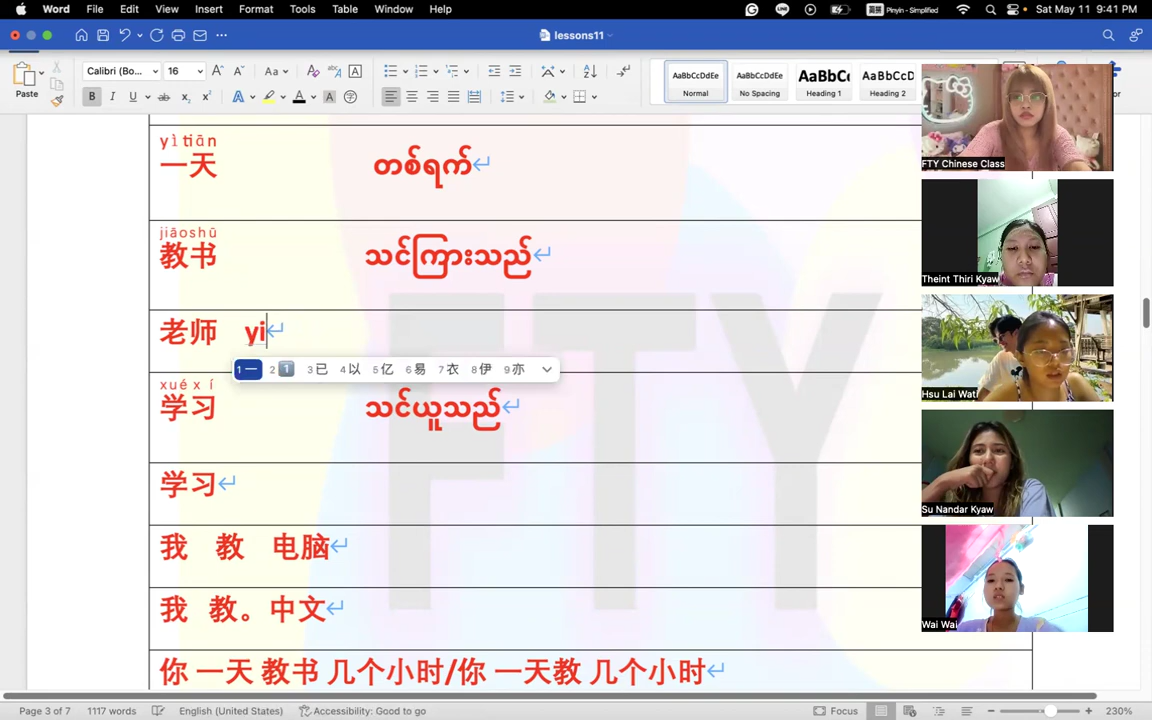 Word File Edit View Insert Format Tools Table Window Help
Pinyin - Simplified Sat May 11 9:41 PM
lessons11
Paste
Calibri (Bo... 16 Aa
AaBbCcDdEe AaBbCcDdEe AaBbCc AaBbCcD
Normal No Spacing Heading 1 Heading 2
B I U ab X₂ X²
FTY Chinese Class
Theint Thiri Kyaw
Hsu Lai Wati
Su Nandar Kyaw
Wai Wai
FTY
yì tiān
一天 တစ်ရက်
jiāoshū
教书 သင်ကြားသည်
老师 yi
1 一 2 1 3 已 4 以 5 亿 6 易 7 衣 8 伊 9 亦
xué xí
学习 သင်ယူသည်
学习
我 教 电脑
我 教。中文
你 一天 教书 几个小时/你 一天教 几个小时
Page 3 of 7 1117 words English (United States) Accessibility: Good to go Focus 230%